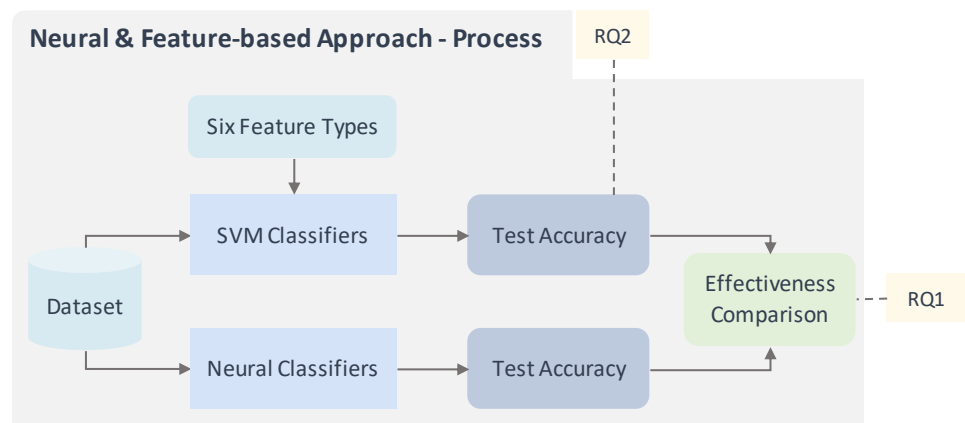 Neural & Feature-based Approach - Process
RQ2
Six Feature Types
SVM Classifiers
Test Accuracy
Dataset
Effectiveness
Comparison
RQ1
Neural Classifiers
Test Accuracy